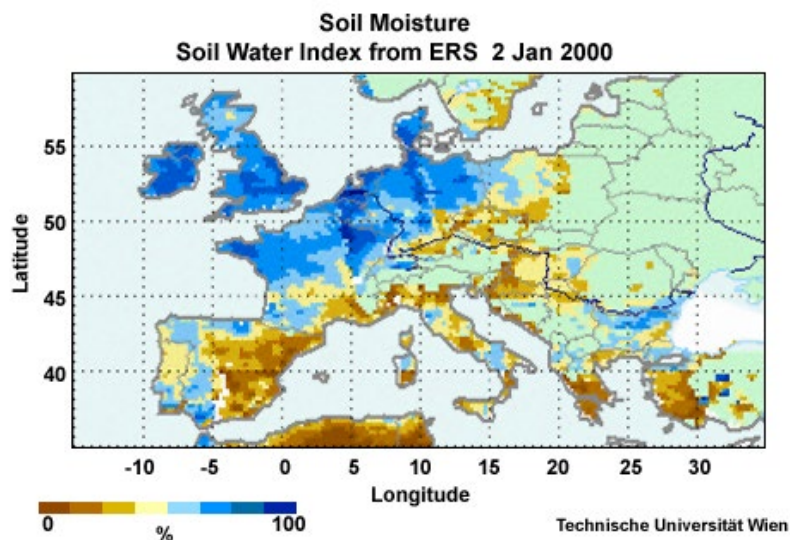 Soil Moisture
Soil Water Index from ERS 2 Jan 2000
Latitude
55
50
45
40
-10 -5 0 5 10 15 20 25 30
Longitude
0 % 100
Technische Universität Wien